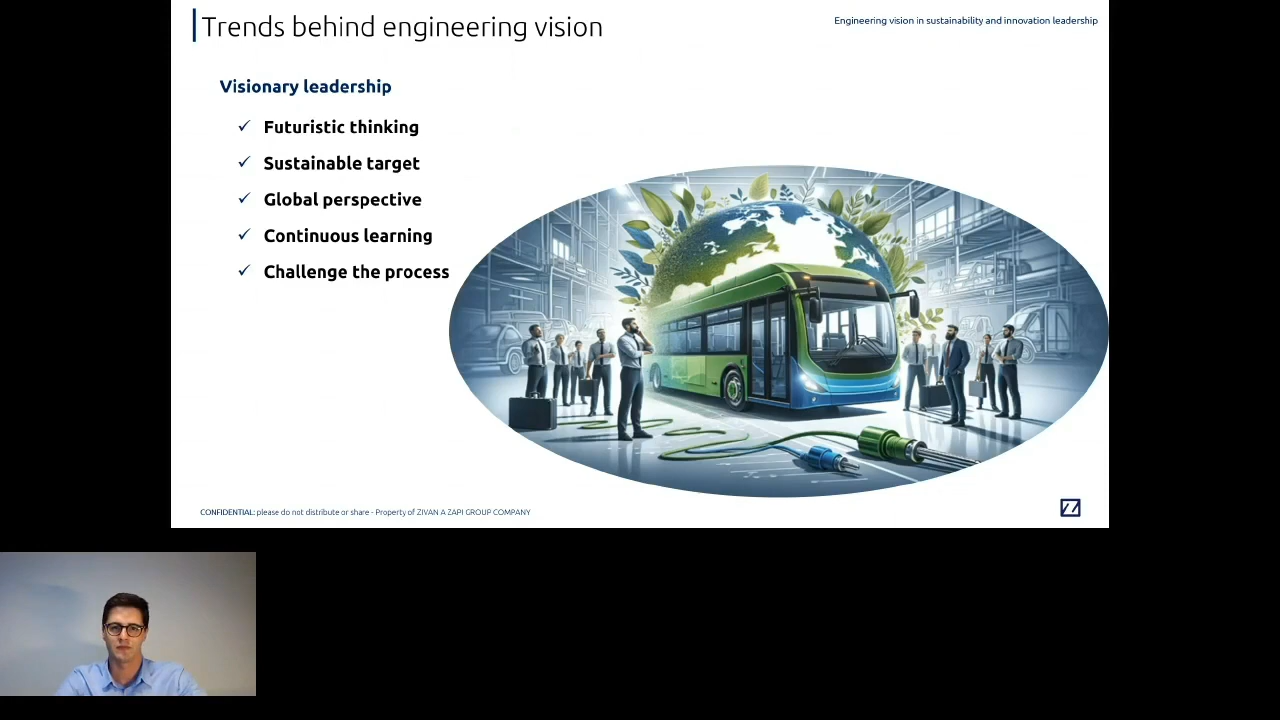 Trends behind engineering vision
Engineering vision in sustainability and innovation leadership
Visionary leadership
✓ Futuristic thinking
✓ Sustainable target
✓ Global perspective
✓ Continuous learning
✓ Challenge the process
CONFIDENTIAL: please do not distribute or share - Property of ZIVAN A ZAPI GROUP COMPANY